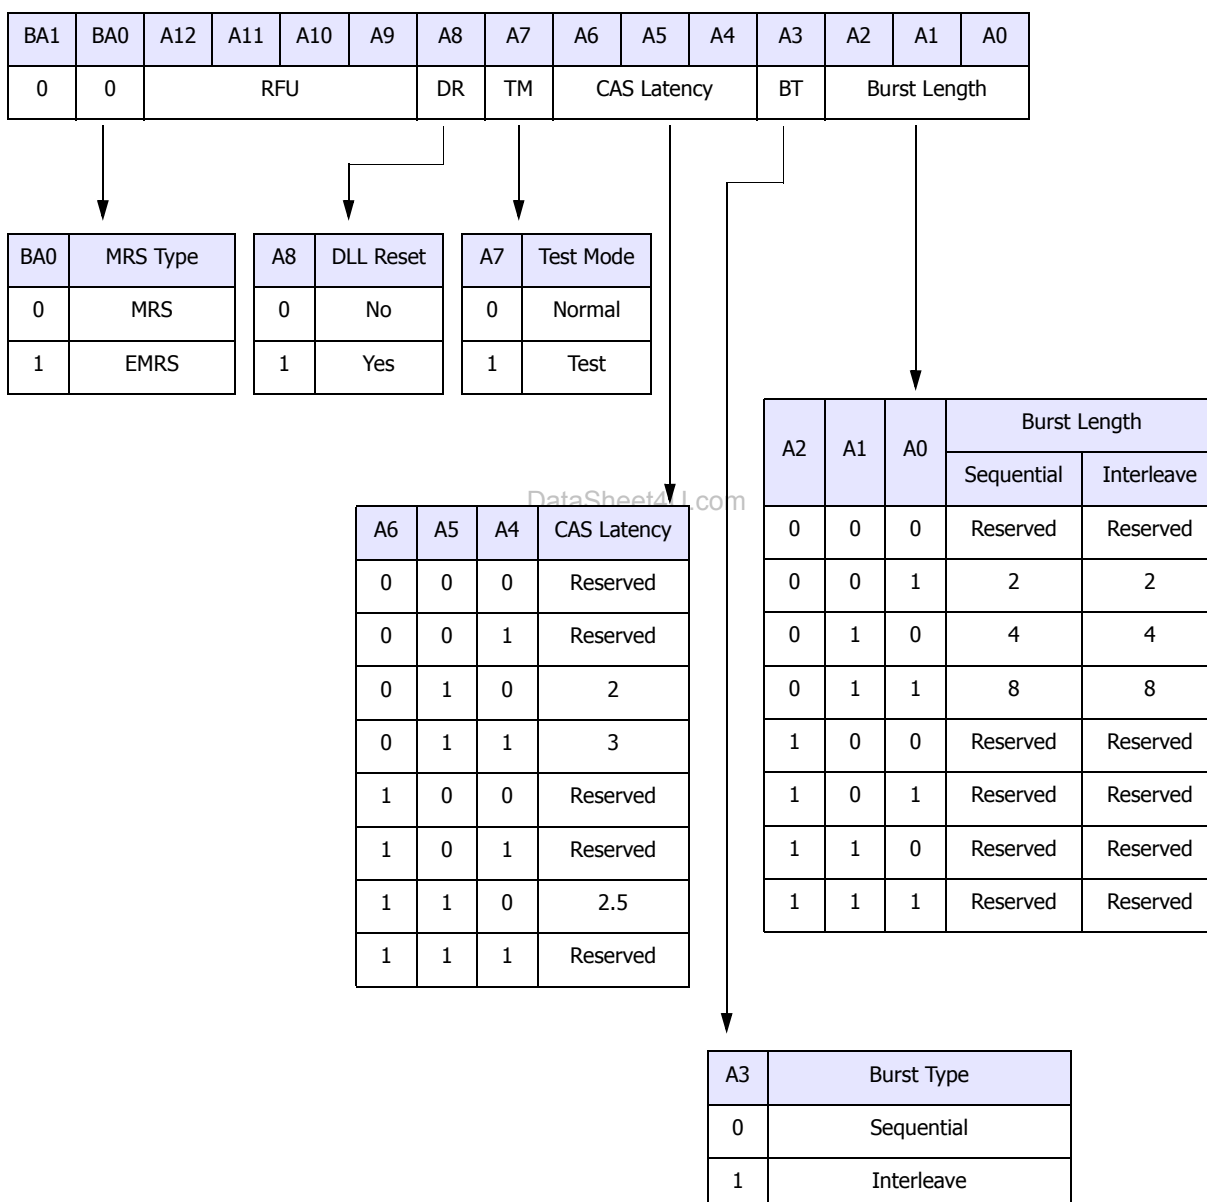 BA1 BA0 A12 A11 A10 A9 A8 A7 A6 A5 A4 A3 A2 A1 A0
0 0 RFU DR TM CAS Latency BT Burst Length
BA0 MRS Type
0 MRS
1 EMRS
A8 DLL Reset
0 No
1 Yes
A7 Test Mode
0 Normal
1 Test
DataSheet4U.com
A6 A5 A4 CAS Latency
0 0 0 Reserved
0 0 1 Reserved
0 1 0 2
0 1 1 3
1 0 0 Reserved
1 0 1 Reserved
1 1 0 2.5
1 1 1 Reserved
A2 A1 A0 Burst Length
Sequential Interleave
0 0 0 Reserved Reserved
0 0 1 2 2
0 1 0 4 4
0 1 1 8 8
1 0 0 Reserved Reserved
1 0 1 Reserved Reserved
1 1 0 Reserved Reserved
1 1 1 Reserved Reserved
A3 Burst Type
0 Sequential
1 Interleave